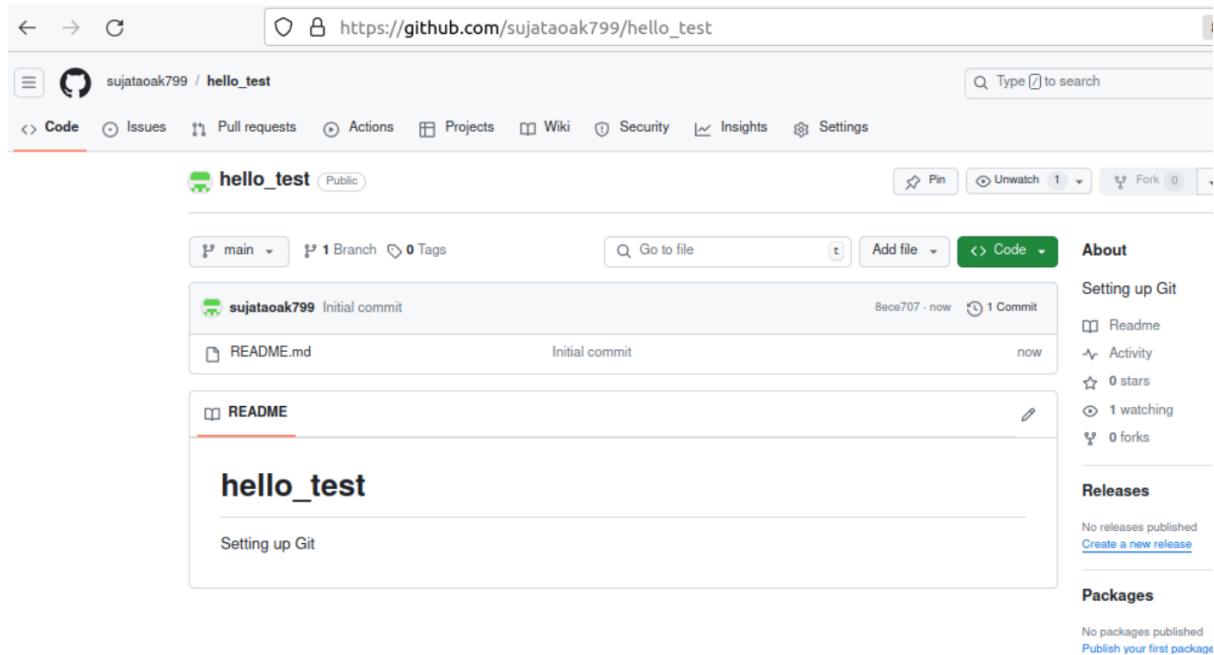 https://github.com/sujataoak799/hello_test
sujataoak799 / hello_test
Type / to search
<> Code Issues Pull requests Actions Projects Wiki Security Insights Settings
hello_test Public
Pin Unwatch 1 Fork 0
main 1 Branch 0 Tags
Go to file t
Add file <> Code
sujataoak799 Initial commit 8ece707 · now 1 Commit
README.md Initial commit now
README
hello_test
Setting up Git
About
Setting up Git
Readme
Activity
0 stars
1 watching
0 forks
Releases
No releases published
Create a new release
Packages
No packages published
Publish your first package